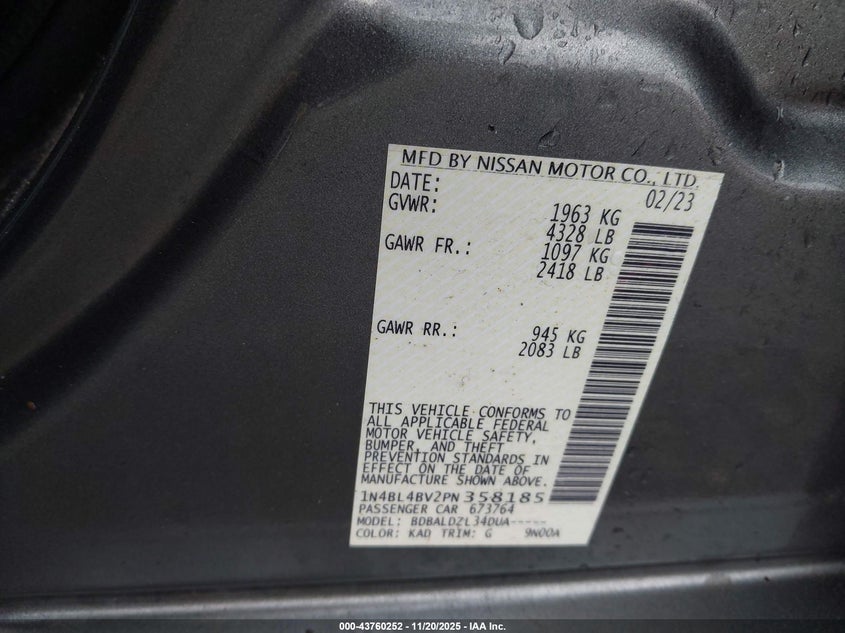 MFD BY NISSAN MOTOR CO., LTD.
DATE: 02/23
GVWR: 1963 KG
4328 LB
GAWR FR.: 1097 KG
2418 LB
GAWR RR.: 945 KG
2083 LB
THIS VEHICLE CONFORMS TO
ALL APPLICABLE FEDERAL
MOTOR VEHICLE SAFETY,
BUMPER, AND THEFT
PREVENTION STANDARDS IN
EFFECT ON THE DATE OF
MANUFACTURE SHOWN ABOVE.
1N4BL4BV2PN358185
PASSENGER CAR 673764
MODEL: BDBALDZL34DUA-----
COLOR: KAD TRIM: G 9N00A
000-43760252 - 11/20/2025 - IAA Inc.